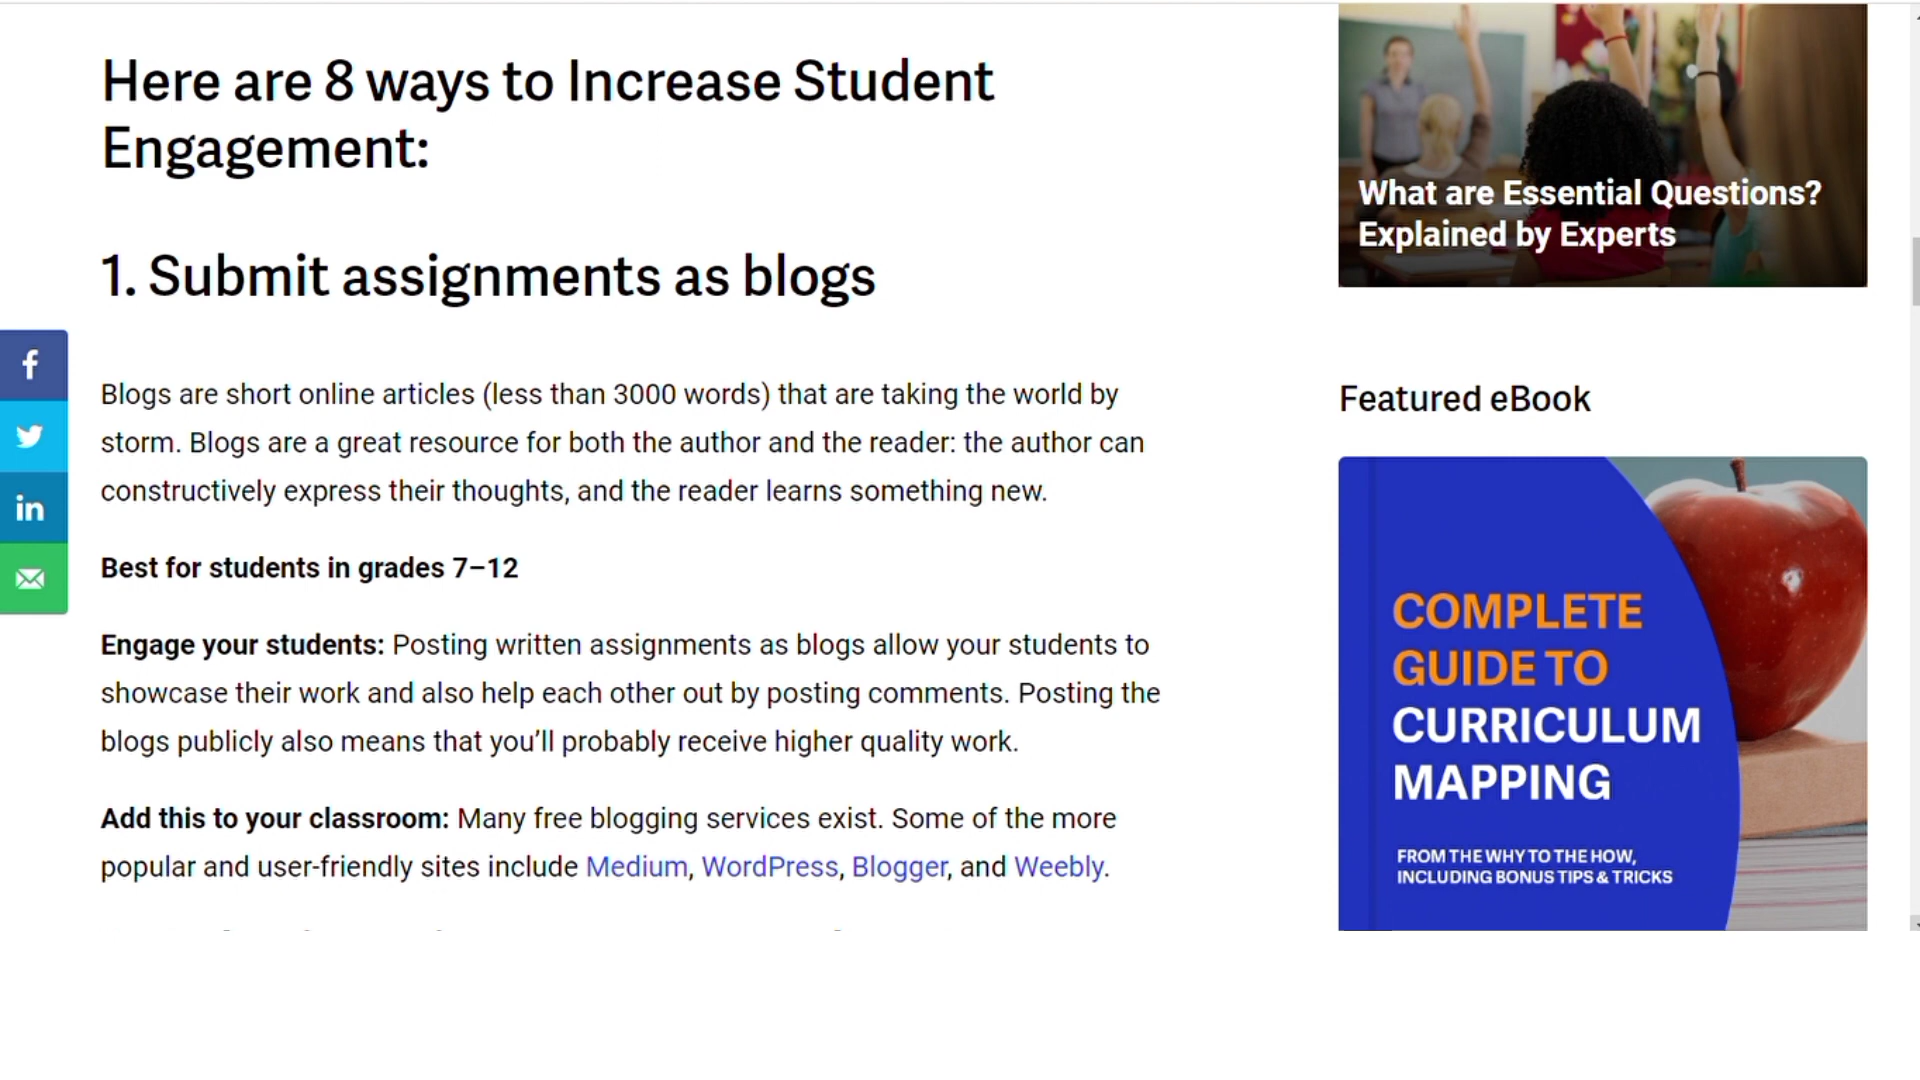 Here are 8 ways to Increase Student
Engagement:
1. Submit assignments as blogs
Blogs are short online articles (less than 3000 words) that are taking the world by
storm. Blogs are a great resource for both the author and the reader: the author can
constructively express their thoughts, and the reader learns something new.
Best for students in grades 7–12
Engage your students: Posting written assignments as blogs allow your students to
showcase their work and also help each other out by posting comments. Posting the
blogs publicly also means that you’ll probably receive higher quality work.
Add this to your classroom: Many free blogging services exist. Some of the more
popular and user-friendly sites include Medium, WordPress, Blogger, and Weebly.
f
in
What are Essential Questions?
Explained by Experts
Featured eBook
COMPLETE
GUIDE TO
CURRICULUM
MAPPING
FROM THE WHY TO THE HOW,
INCLUDING BONUS TIPS & TRICKS